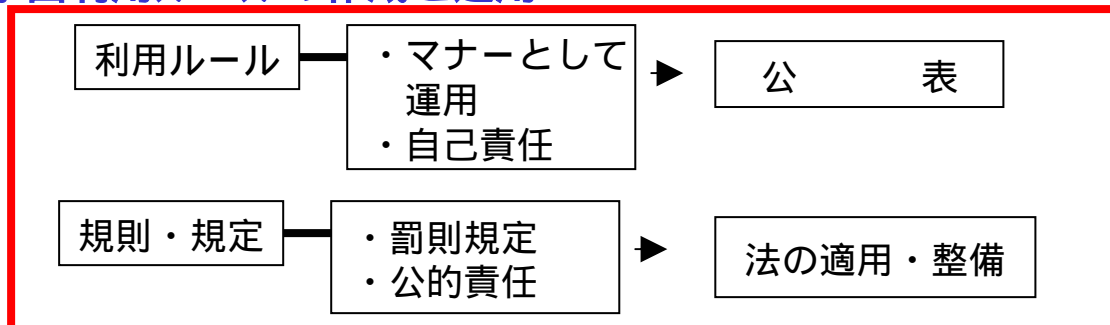 利用ルール
・マナーとして
運用
・自己責任
公　　表
規則・規定
・罰則規定
・公的責任
法の適用・整備